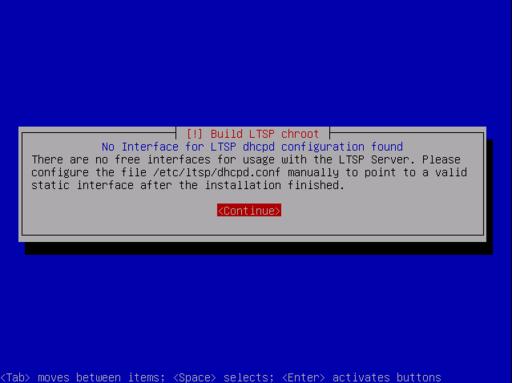 [!] Build LTSP chroot
No Interface for LTSP dhcpd configuration found
There are no free interfaces for usage with the LTSP Server. Please
configure the file /etc/ltsp/dhcpd.conf manually to point to a valid
static interface after the installation finished.
<Continue>
<Tab> moves between items; <Space> selects; <Enter> activates buttons